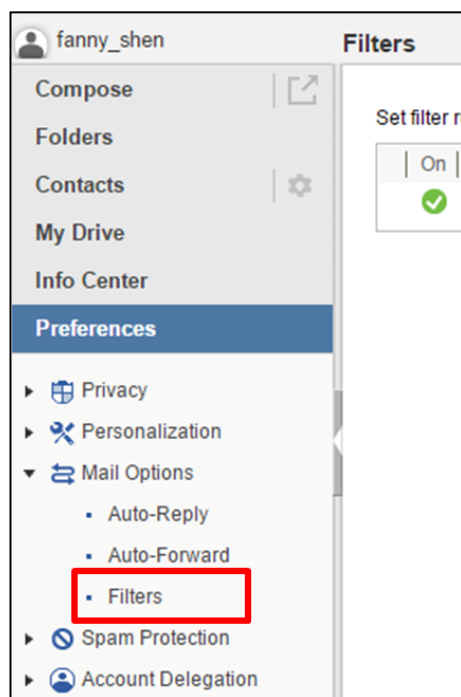 fanny_shen
Filters
Compose
Set filter
Folders
On
Contacts
My Drive
Info Center
Preferences
Privacy
Personalization
Mail Options
Auto-Reply
Auto-Forward
Filters
Spam Protection
Account Delegation